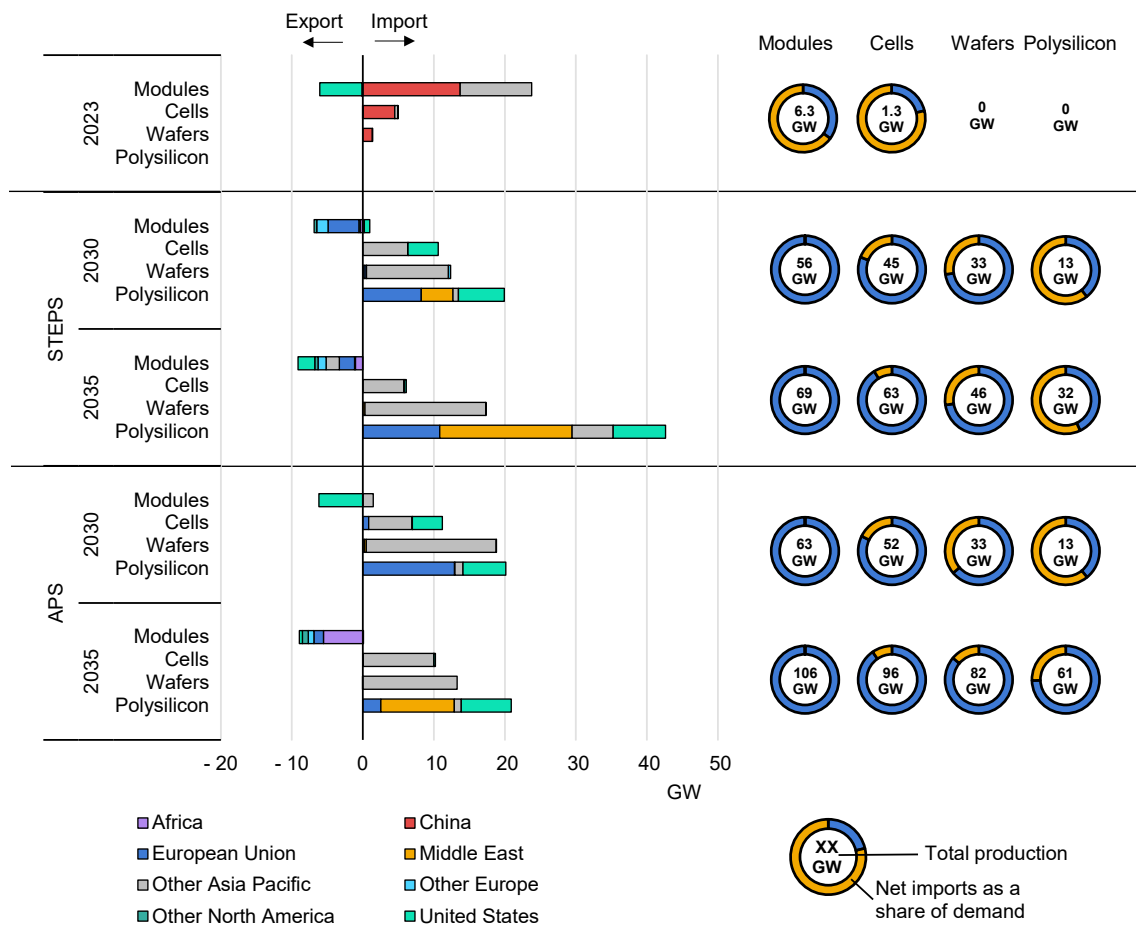 Export
Import
Modules
Cells
Wafers
Polysilicon
2023
Modules
Cells
Wafers
Polysilicon
6.3
GW
1.3
GW
0
GW
0
GW
STEPS
2030
Modules
Cells
Wafers
Polysilicon
56
GW
45
GW
33
GW
13
GW
2035
Modules
Cells
Wafers
Polysilicon
69
GW
63
GW
46
GW
32
GW
APS
2030
Modules
Cells
Wafers
Polysilicon
63
GW
52
GW
33
GW
13
GW
2035
Modules
Cells
Wafers
Polysilicon
106
GW
96
GW
82
GW
61
GW
- 20
- 10
0
10
20
30
40
50
GW
Africa
China
European Union
Middle East
Other Asia Pacific
Other Europe
Other North America
United States
XX
GW
Total production
Net imports as a
share of demand